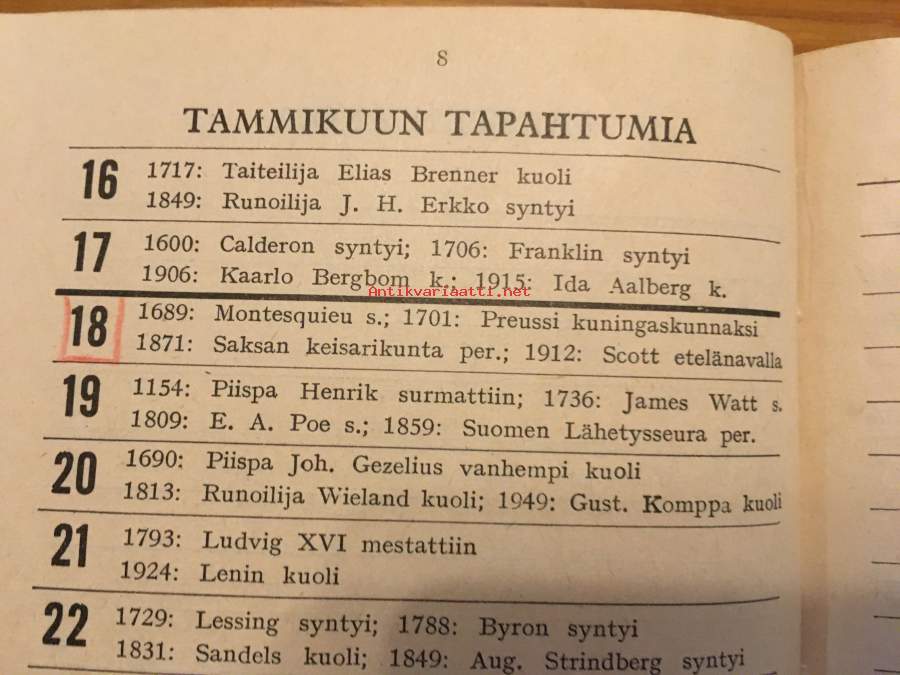 8
TAMMIKUUN TAPAHTUMIA
16 1717: Taiteilija Elias Brenner kuoli
1849: Runoilija J. H. Erkko syntyi
17 1600: Calderon syntyi; 1706: Franklin syntyi
1906: Kaarlo Bergbom k.; 1915: Ida Aalberg k.
Antikvariaatti.net
18 1689: Montesquieu s.; 1701: Preussi kuningaskunnaksi
1871: Saksan keisarikunta per.; 1912: Scott etelänavalla
19 1154: Piispa Henrik surmattiin; 1736: James Watt s.
1809: E. A. Poe s.; 1859: Suomen Lähetysseura per.
20 1690: Piispa Joh. Gezelius vanhempi kuoli
1813: Runoilija Wieland kuoli; 1949: Gust. Komppa kuoli
21 1793: Ludvig XVI mestattiin
1924: Lenin kuoli
22 1729: Lessing syntyi; 1788: Byron syntyi
1831: Sandels kuoli; 1849: Aug. Strindberg syntyi